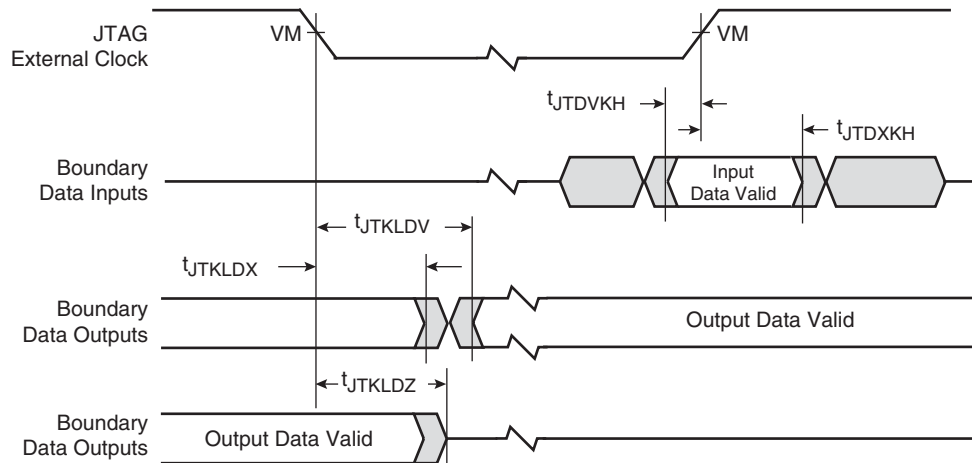 JTAG
External Clock
VM
VM
tJTDVKH
tJTDXKH
Boundary
Data Inputs
Input
Data Valid
tJTKLDV
tJTKLDX
Boundary
Data Outputs
Output Data Valid
tJTKLDZ
Boundary
Data Outputs
Output Data Valid